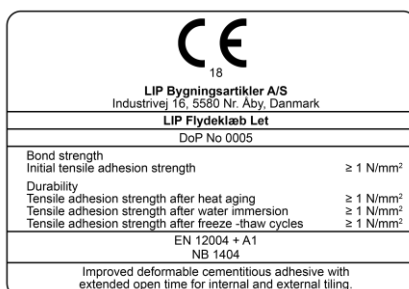 CE
18
LIP Bygningsartikler A/S
Industrivej 16, 5580 Nr. Åby, Danmark
LIP Flydeklæb Let
DoP No 0005
Bond strength
Initial tensile adhesion strength ≥ 1 N/mm²
Durability
Tensile adhesion strength after heat aging ≥ 1 N/mm²
Tensile adhesion strength after water immersion ≥ 1 N/mm²
Tensile adhesion strength after freeze -thaw cycles ≥ 1 N/mm²
EN 12004 + A1
NB 1404
Improved deformable cementitious adhesive with
extended open time for internal and external tiling.